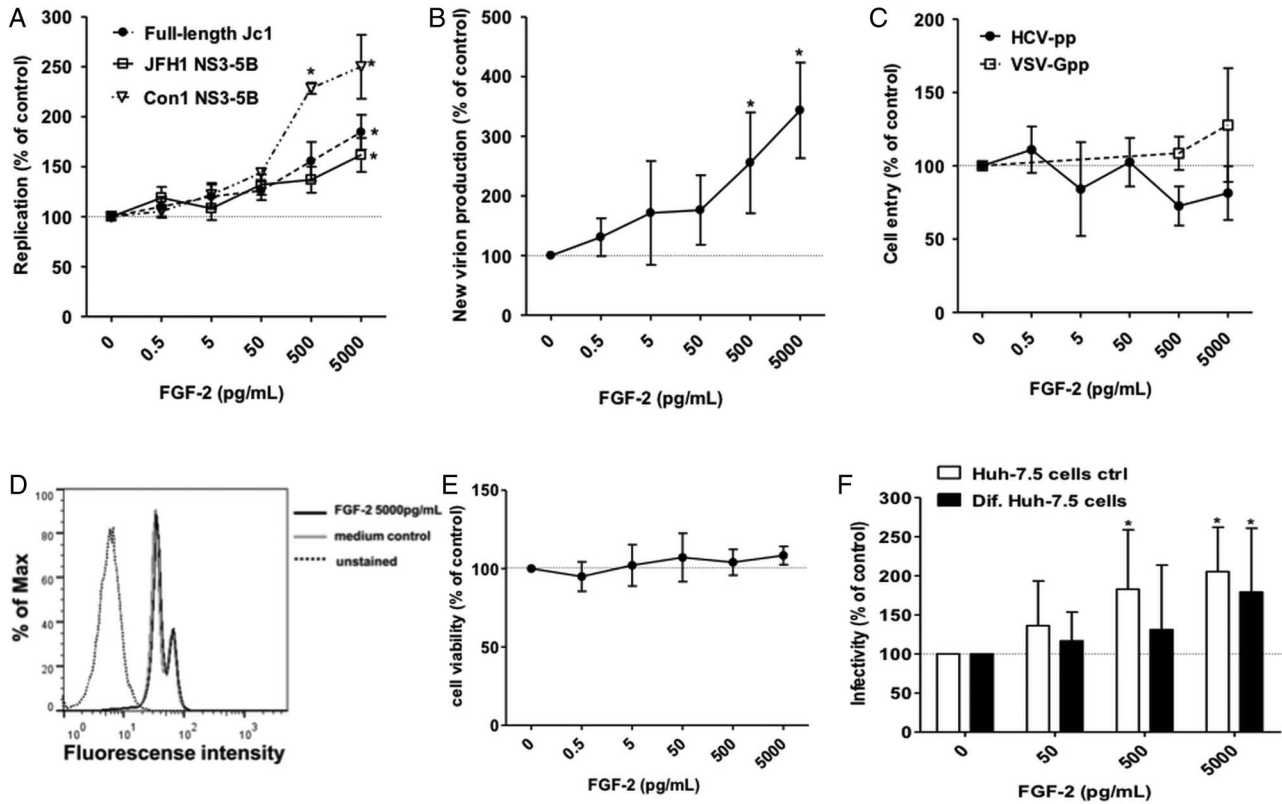 A
Replication (% of control)
300
250
200
150
100
50
0
Full-length Jc1
JFH1 NS3-5B
Con1 NS3-5B
*
*
*
*
0
0.5
5
50
500
5000
FGF-2 (pg/mL)
B
New virion production (% of control)
500
400
300
200
100
0
*
*
0
0.5
5
50
500
5000
FGF-2 (pg/mL)
C
Cell entry (% of control)
200
150
100
50
0
HCV-pp
VSV-Gpp
0
0.5
5
50
500
5000
FGF-2 (pg/mL)
D
% of Max
100
80
60
40
20
0
10^0
10^1
10^2
10^3
Fluorescense intensity
FGF-2 5000pg/mL
medium control
unstained
E
cell viability (% of control)
150
100
50
0
0
0.5
5
50
500
5000
FGF-2 (pg/mL)
F
Huh-7.5 cells ctrl
Dif. Huh-7.5 cells
Infectivity (% of control)
300
250
200
150
100
50
0
*
*
*
0
50
500
5000
FGF-2 (pg/mL)